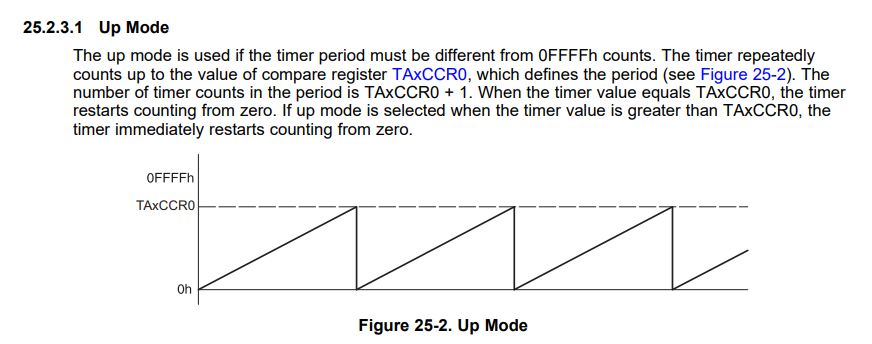 25.2.3.1 Up Mode
The up mode is used if the timer period must be different from 0FFFFh counts. The timer repeatedly
counts up to the value of compare register TAxCCR0, which defines the period (see Figure 25-2). The
number of timer counts in the period is TAxCCR0 + 1. When the timer value equals TAxCCR0, the timer
restarts counting from zero. If up mode is selected when the timer value is greater than TAxCCR0, the
timer immediately restarts counting from zero.
0FFFFh
TAxCCR0
0h
Figure 25-2. Up Mode